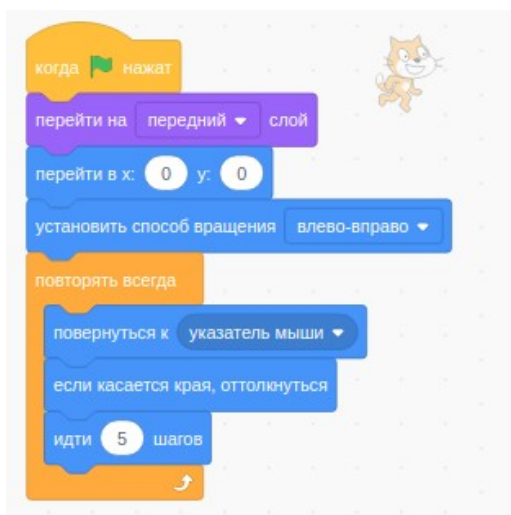 когда нажат
перейти на передний слой
перейти в x: 0 y: 0
установить способ вращения влево-вправо
повторять всегда
повернуться к указатель мыши
если касается края, оттолкнуться
идти 5 шагов